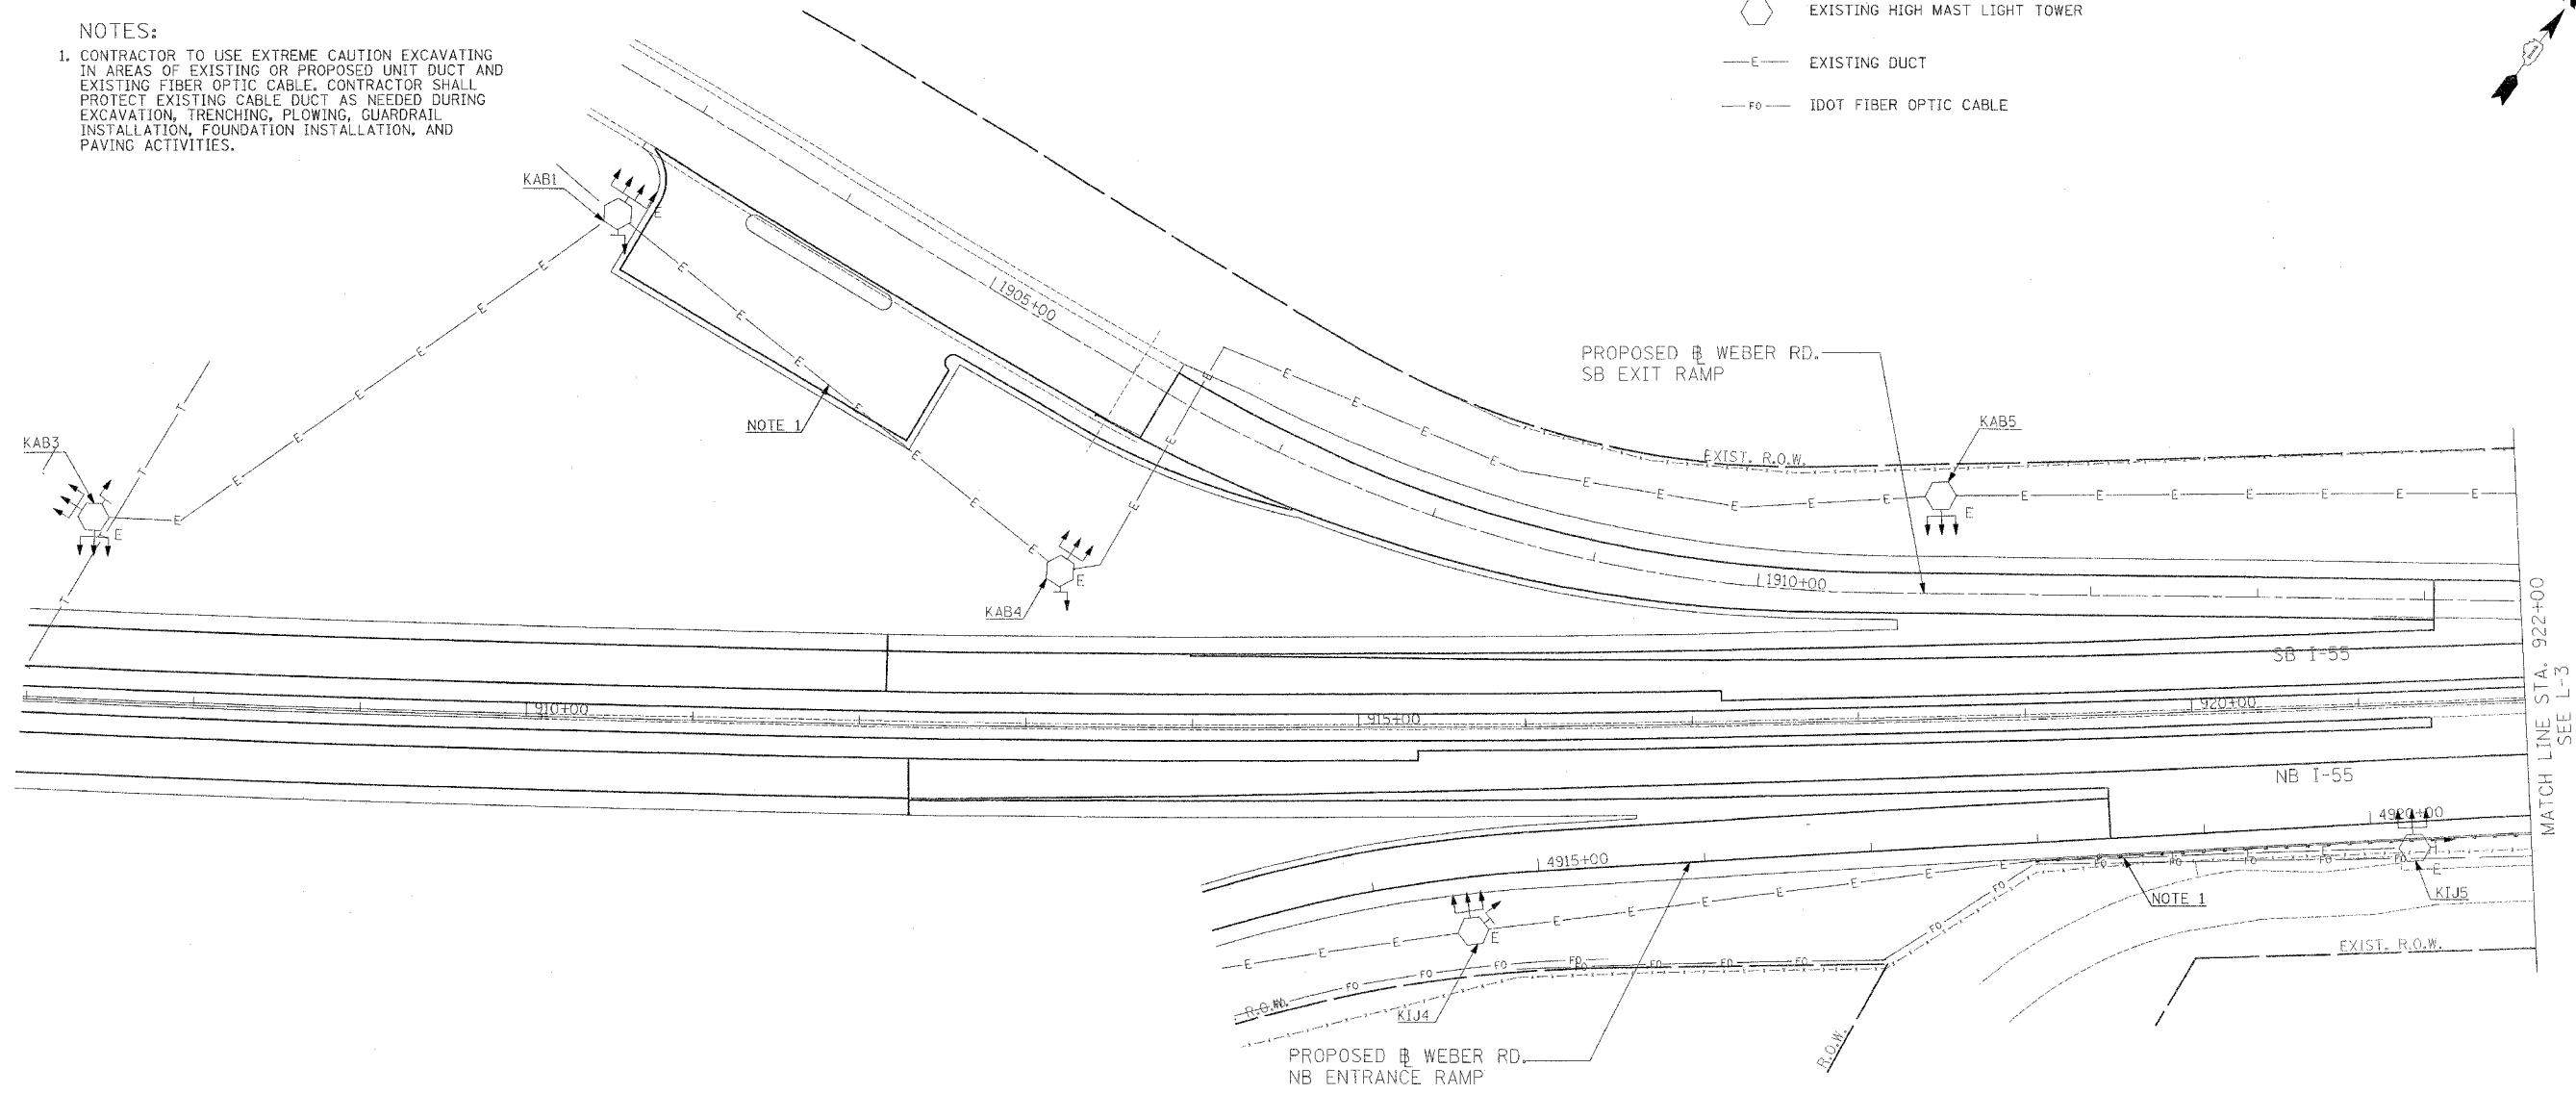 NOTES:
1. CONTRACTOR TO USE EXTREME CAUTION EXCAVATING
IN AREAS OF EXISTING OR PROPOSED UNIT DUCT AND
EXISTING FIBER OPTIC CABLE. CONTRACTOR SHALL
PROTECT EXISTING CABLE DUCT AS NEEDED DURING
EXCAVATION, TRENCHING, PLOWING, GUARDRAIL
INSTALLATION, FOUNDATION INSTALLATION, AND
PAVING ACTIVITIES.
EXISTING HIGH MAST LIGHT TOWER
E EXISTING DUCT
FO IDOT FIBER OPTIC CABLE
KAB1
1905+00
NOTE 1
KAB3
KAB4
PROPOSED ℄ WEBER RD.
SB EXIT RAMP
KAB5
EXIST. R.O.W.
1910+00
SB I-55
910+00
915+00
920+00
NB I-55
4920+00
4915+00
NOTE 1
KIJ5
EXIST. R.O.W.
R.O.W.
KIJ4
R.O.W.
PROPOSED ℄ WEBER RD.
NB ENTRANCE RAMP
MATCH LINE STA. 922+00
SEE L-3